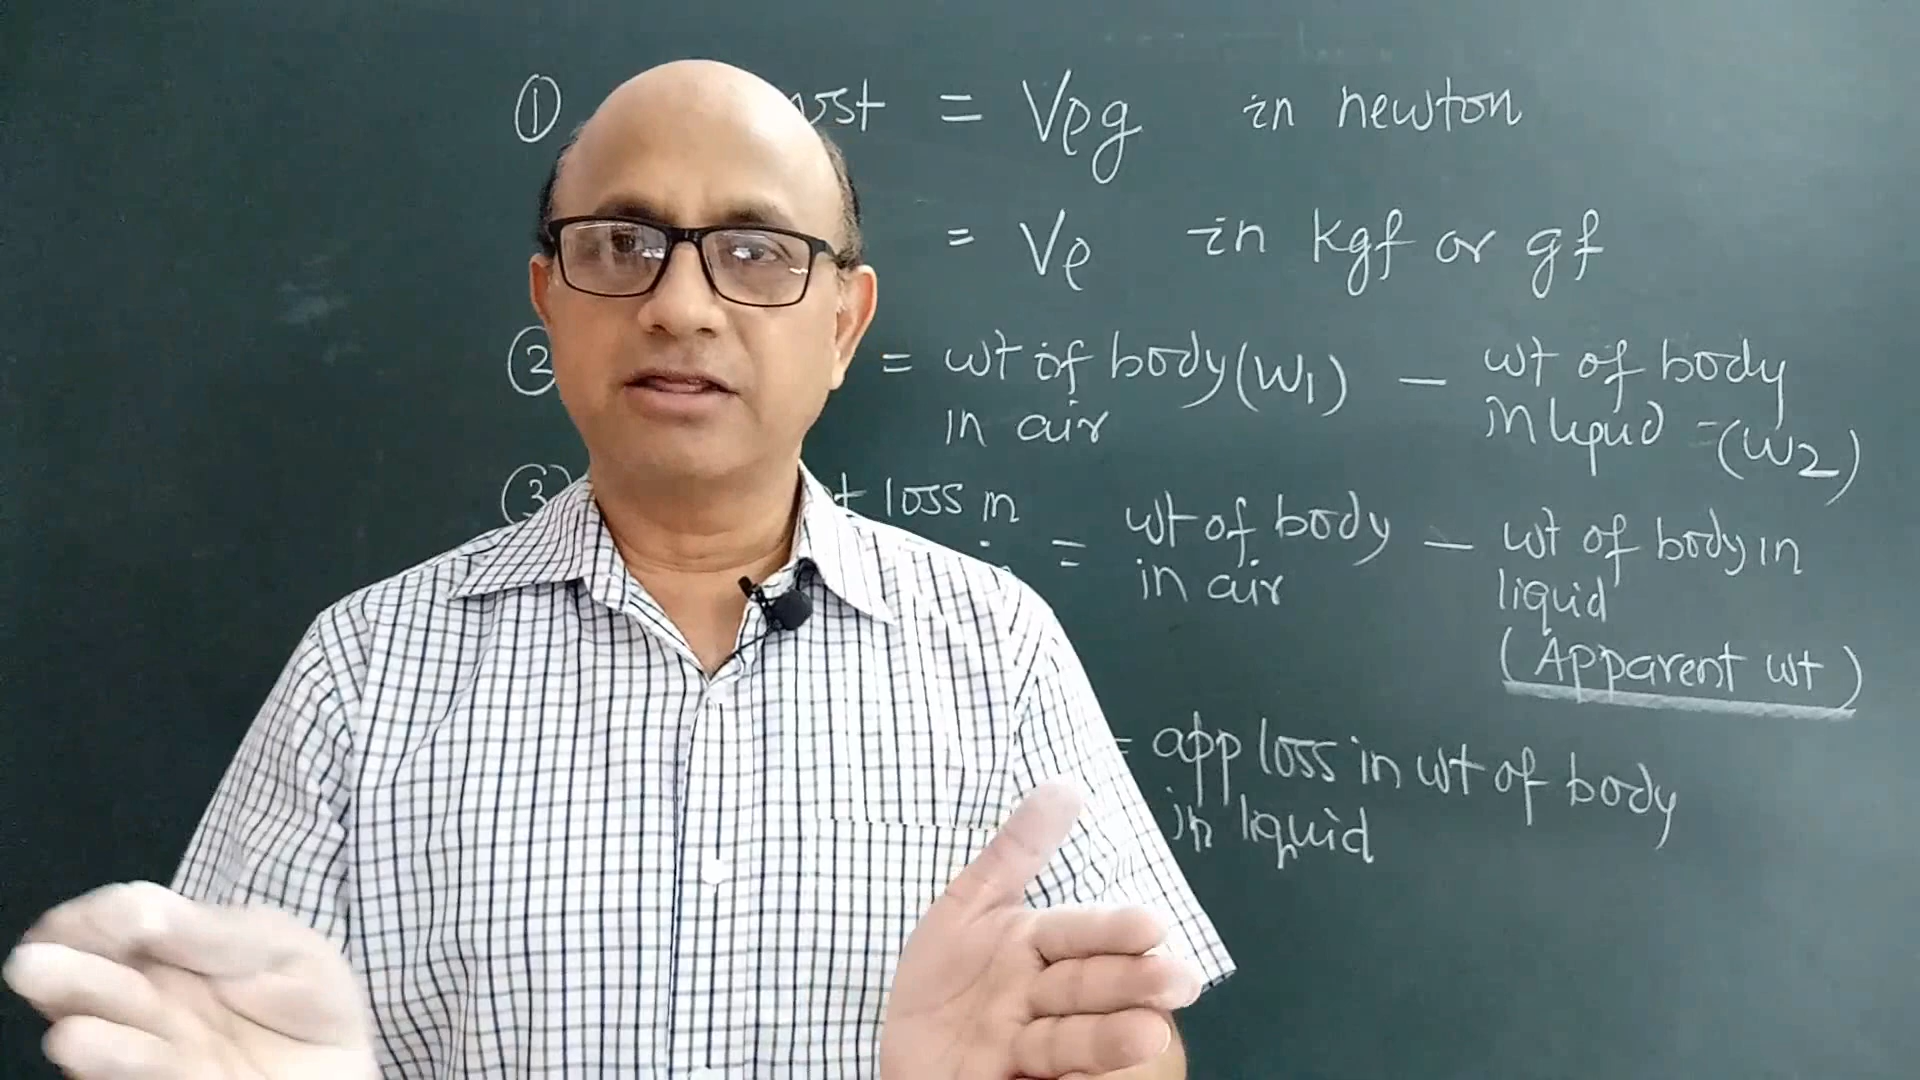 ① = Vρg in newton
= Vρ in kgf or gf
② = wt of body (W1) − wt of body
in air in liquid = (W2)
③ loss in
= wt of body − wt of body in
in air liquid
(Apparent wt)
= app loss in wt of body
in liquid